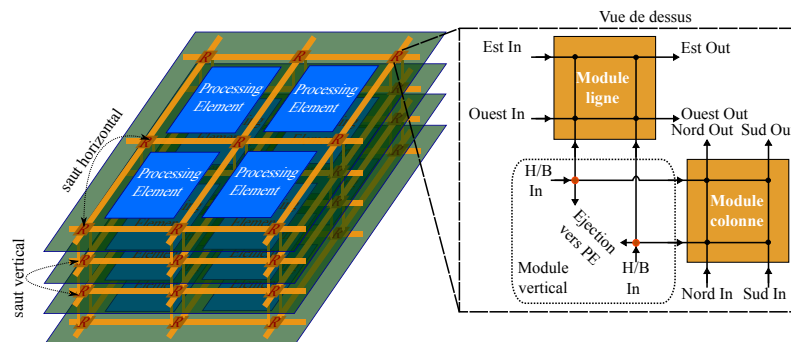 Vue de dessus
R R R
Processing
Element
Processing
Element
R R R
Processing
Element
Processing
Element
R R R
R R R
R R R
R R R
saut horizontal
saut vertical
Est In
Est Out
Module
ligne
Ouest In
Ouest Out
Nord Out
Sud Out
H/B
In
Module
colonne
Ejection
vers PE
Module
vertical
H/B
In
Nord In
Sud In